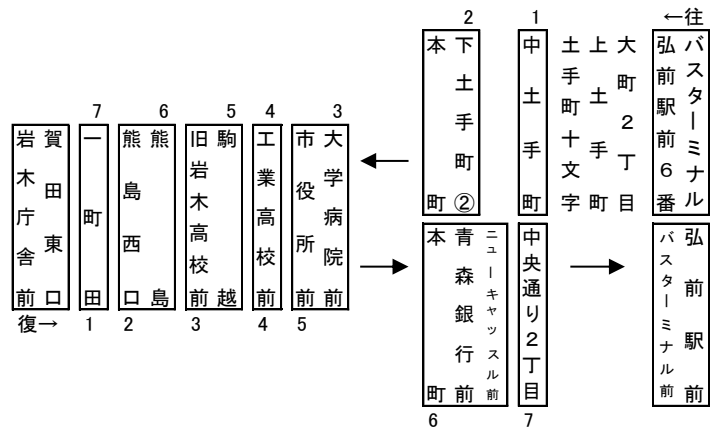 ←往
バスターミナル
弘前駅前6番
大町2丁目
上土手町
土手町十文字
1
中土手町
2
下土手町②
本町
3
大学病院前
市役所前
4
工業高校前
5
駒越
旧岩木高校前
6
熊島
熊島西口
7
一町田
賀田東口
岩木庁舎前
復→
1
2
3
4
5
ニューキャッスル前
青森銀行前
本町
6
中央通り2丁目
7
弘前駅前
バスターミナル前